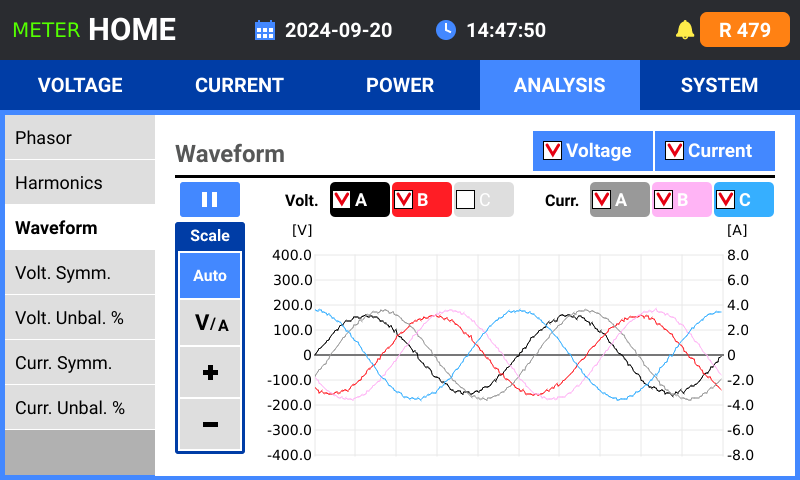 METER HOME 2024-09-20 14:47:50 R 479
VOLTAGE CURRENT POWER ANALYSIS SYSTEM
Phasor
Harmonics
Waveform
Volt. Symm.
Volt. Unbal. %
Curr. Symm.
Curr. Unbal. %
Waveform Voltage Current
Volt. A B C Curr. A B C
Scale
Auto
V/A
+
-
[V] [A]
400.0 8.0
300.0 6.0
200.0 4.0
100.0 2.0
0 0
-100.0 -2.0
-200.0 -4.0
-300.0 -6.0
-400.0 -8.0